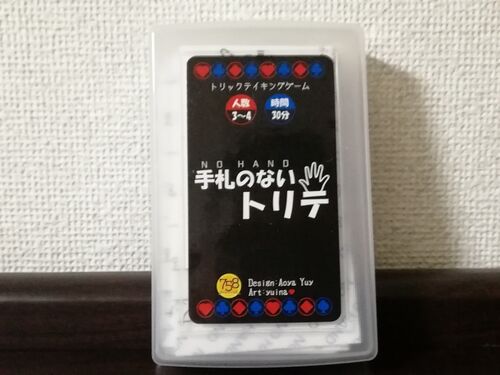 トリックテイキングゲーム
人数
3〜4
時間
30分
NO HAND
手札のない
トリテ
758
Design:Aoya Yuy
Art:yuina